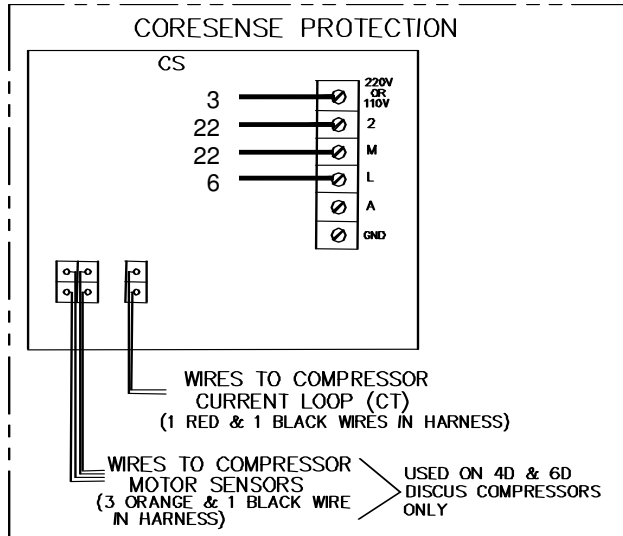 CORESENSE PROTECTION
CS
220V
OR
110V
3
22 2
22 M
6 L
A
GND
WIRES TO COMPRESSOR
CURRENT LOOP (CT)
(1 RED & 1 BLACK WIRES IN HARNESS)
WIRES TO COMPRESSOR
MOTOR SENSORS
(3 ORANGE & 1 BLACK WIRE
IN HARNESS)
USED ON 4D & 6D
DISCUS COMPRESSORS
ONLY